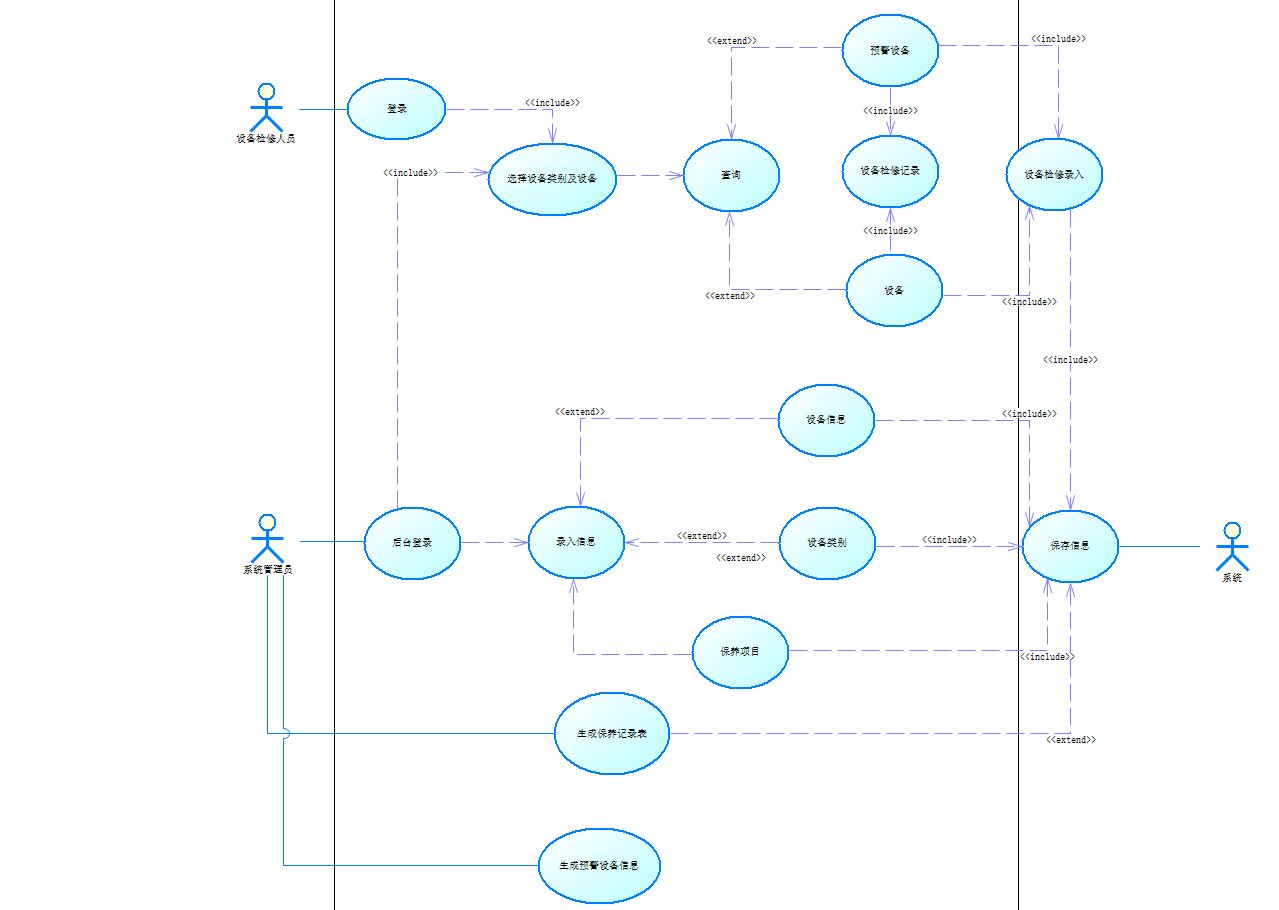 <<extend>>
<<include>>
预警设备
登录
<<include>>
<<include>>
设备检修人员
<<include>>
选择设备类别及设备
查询
设备检修记录
设备检修录入
<<include>>
设备
<<extend>>
<<include>>
<<include>>
<<extend>>
设备信息
<<include>>
后台登录
录入信息
<<extend>>
<<extend>>
设备类别
<<include>>
保存信息
系统管理员
系统
保养项目
<<include>>
生成保养记录表
<<extend>>
生成预警设备信息